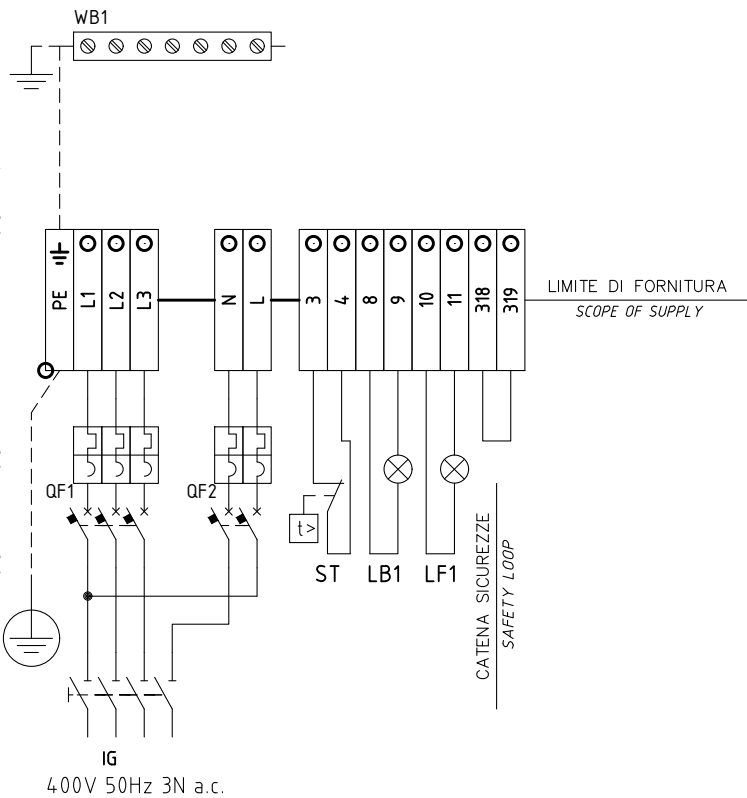 WB1
PE
L1
L2
L3
N
L
3
4
8
9
10
11
318
319
LIMITE DI FORNITURA
SCOPE OF SUPPLY
QF1
QF2
t>
ST
LB1
LF1
CATENA SICUREZZE
SAFETY LOOP
IG
400V 50Hz 3N a.c.